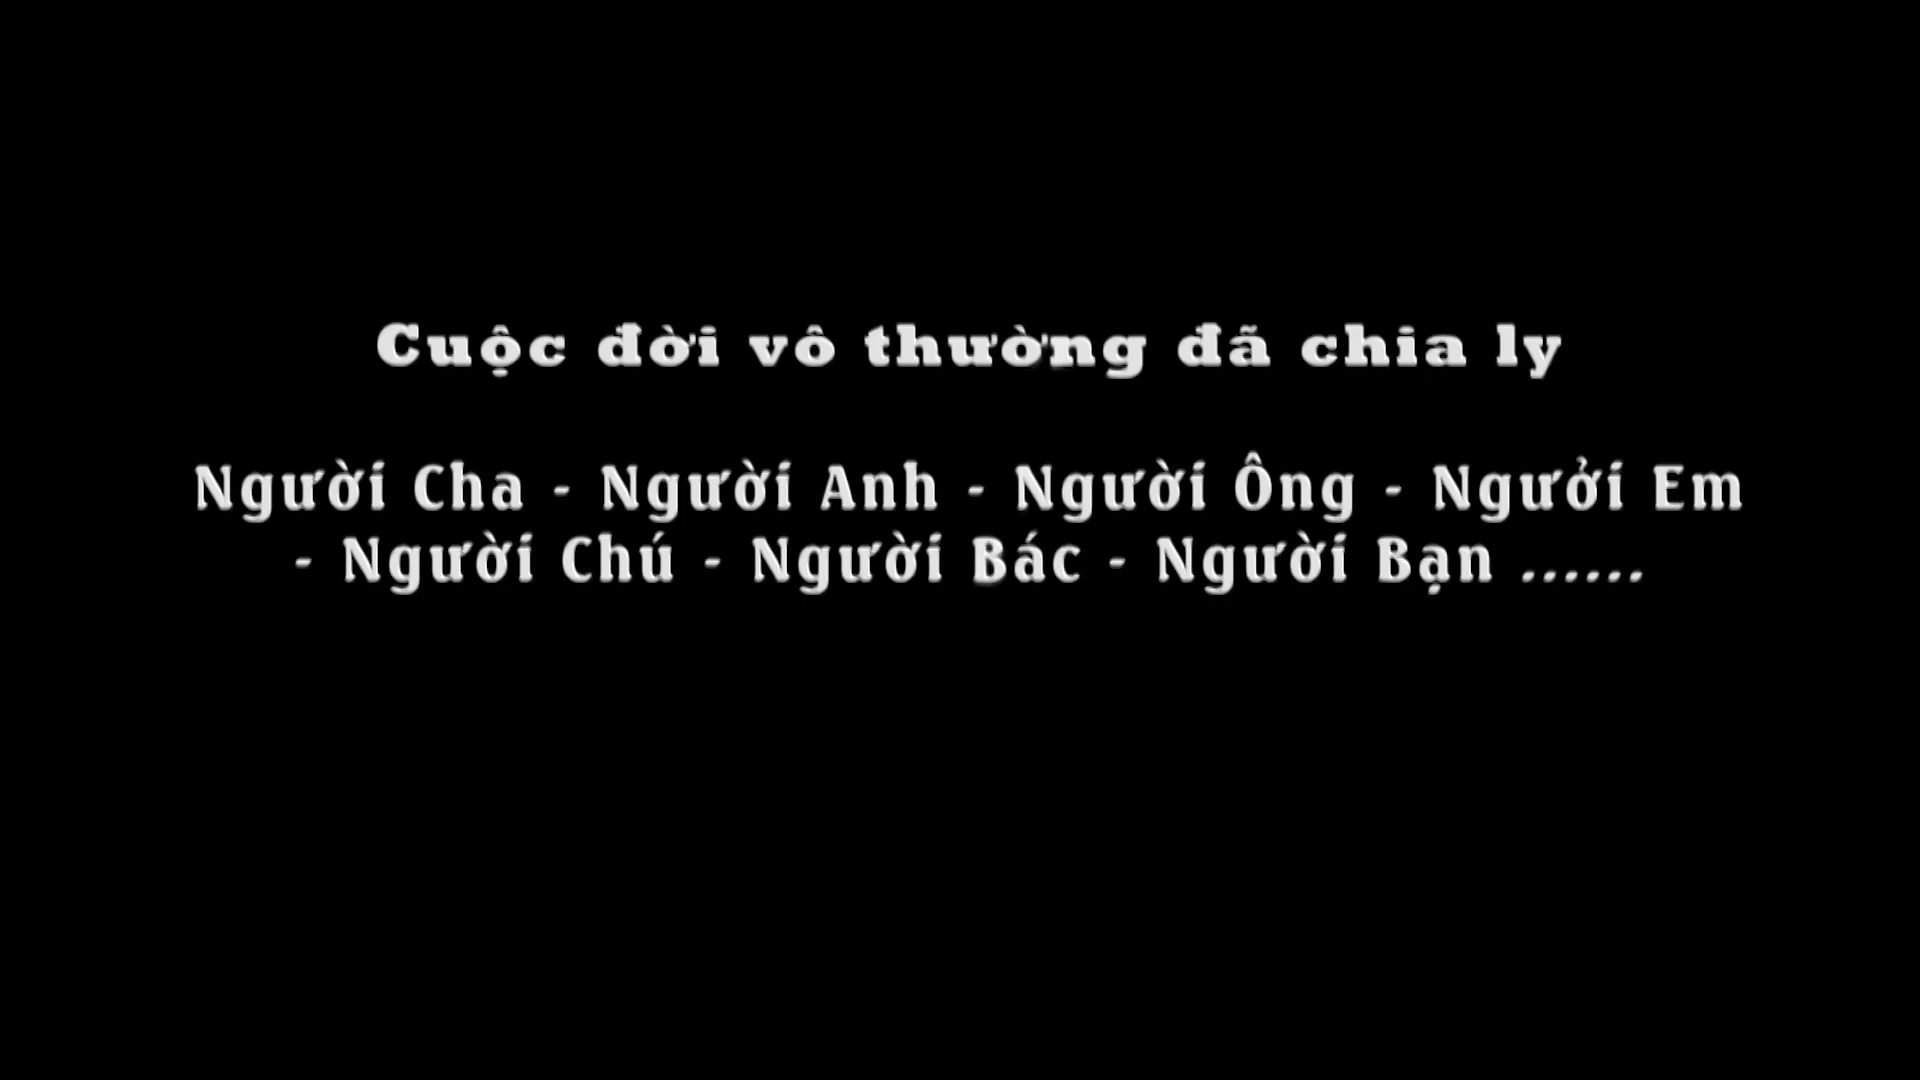 Cuộc đời vô thường đã chia ly
Người Cha - Người Anh - Người Ông - Ngưởi Em
- Người Chú - Người Bác - Người Bạn ......